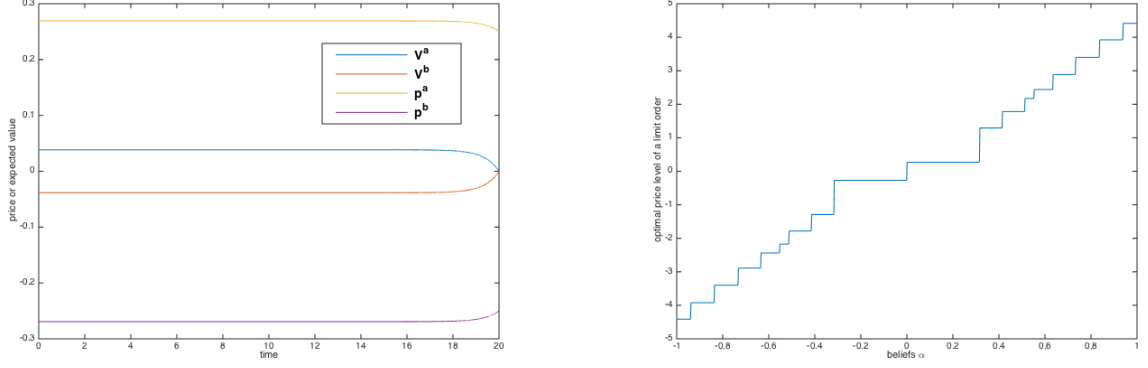 0.3
0.2
0.1
0
-0.1
-0.2
-0.3
price or expected value
0 2 4 6 8 10 12 14 16 18 20
time
V^a
V^b
p^a
p^b
5
4
3
2
1
0
-1
-2
-3
-4
-5
optimal price level of a limit order
-1 -0.8 -0.6 -0.4 -0.2 0 0.2 0.4 0.6 0.8 1
beliefs α